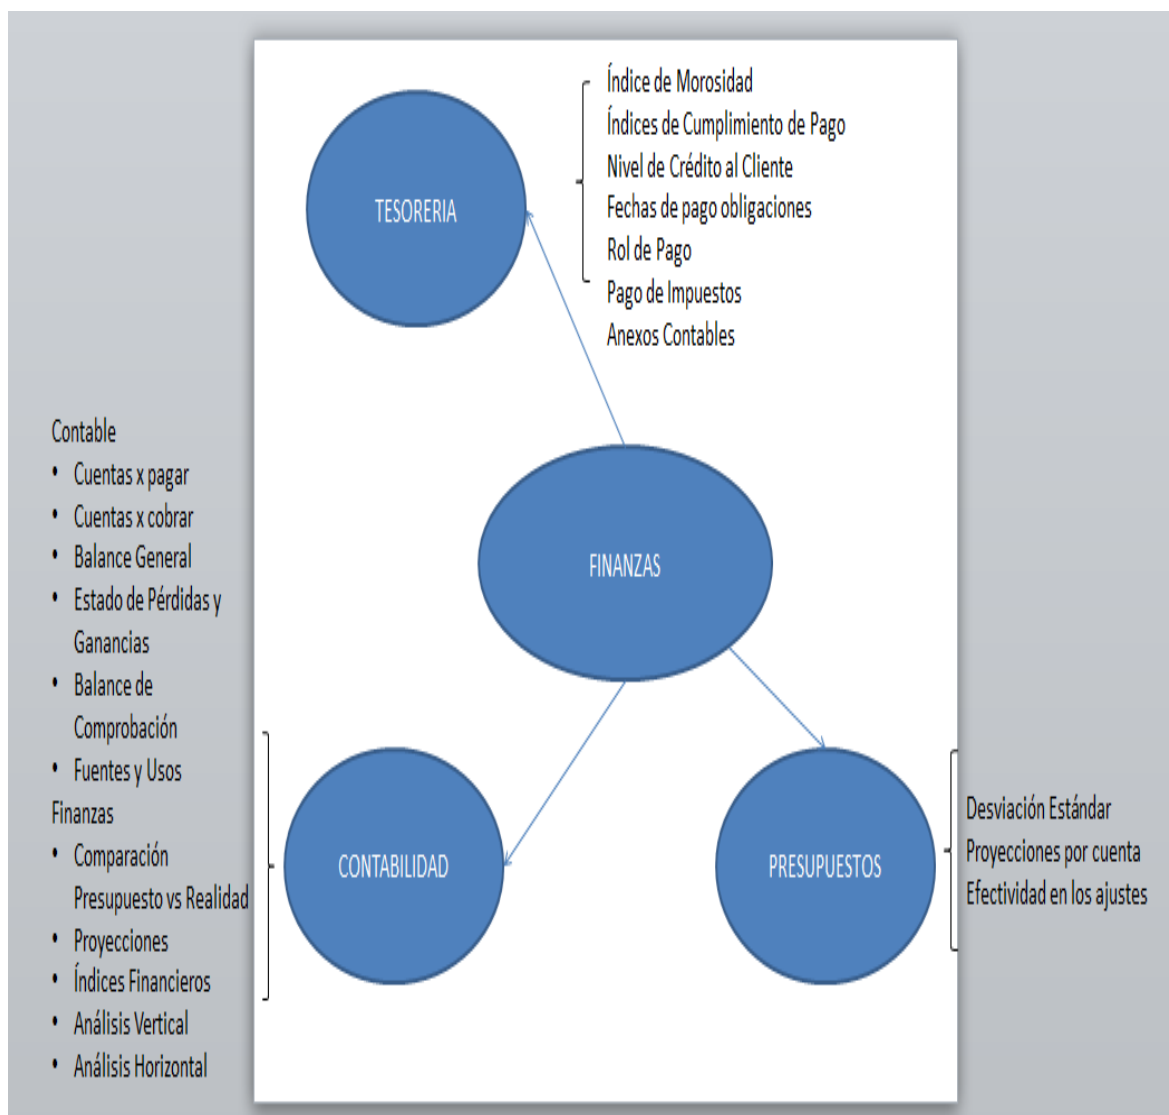 Índice de Morosidad
Índices de Cumplimiento de Pago
Nivel de Crédito al Cliente
Fechas de pago obligaciones
Rol de Pago
Pago de Impuestos
Anexos Contables
TESORERIA
FINANZAS
Contable
• Cuentas x pagar
• Cuentas x cobrar
• Balance General
• Estado de Pérdidas y
Ganancias
• Balance de
Comprobación
• Fuentes y Usos
Finanzas
• Comparación
Presupuesto vs Realidad
• Proyecciones
• Índices Financieros
• Análisis Vertical
• Análisis Horizontal
CONTABILIDAD
PRESUPUESTOS
Desviación Estándar
Proyecciones por cuenta
Efectividad en los ajustes